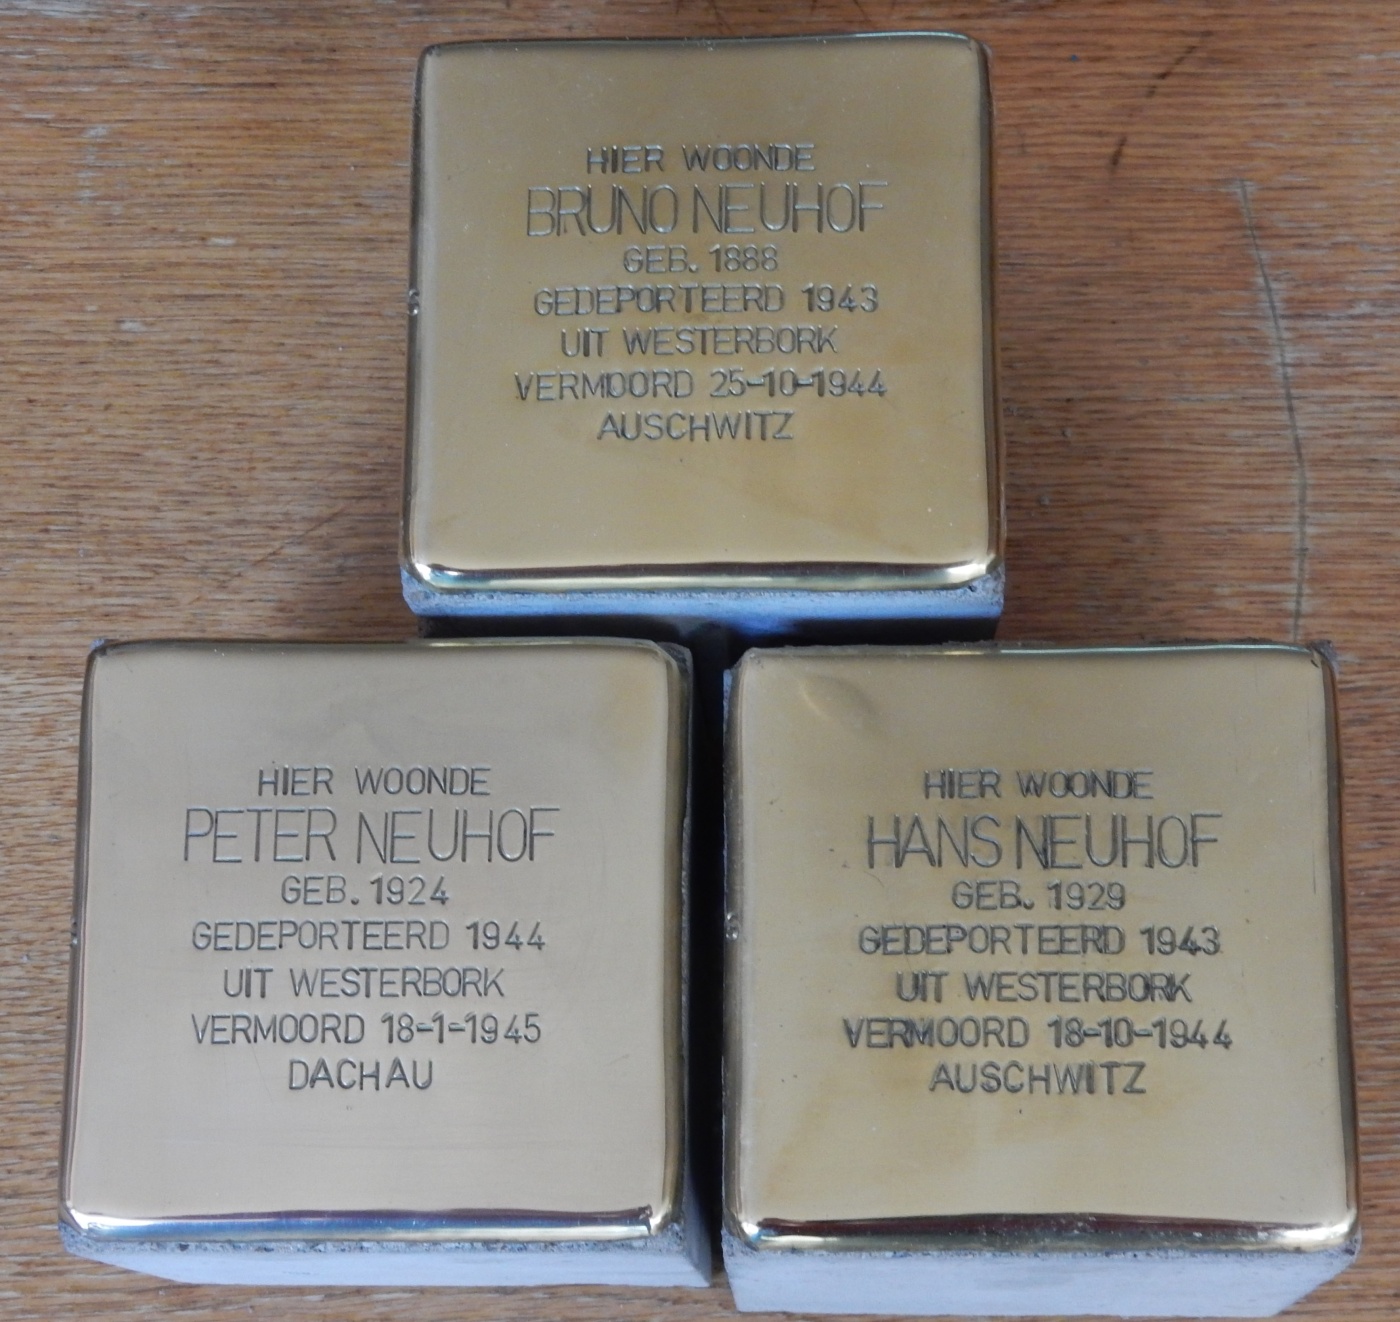 HIER WOONDE
BRUNO NEUHOF
GEB. 1888
GEDEPORTEERD 1943
UIT WESTERBORK
VERMOORD 25-10-1944
AUSCHWITZ
HIER WOONDE
PETER NEUHOF
GEB. 1924
GEDEPORTEERD 1944
UIT WESTERBORK
VERMOORD 18-1-1945
DACHAU
HIER WOONDE
HANS NEUHOF
GEB. 1929
GEDEPORTEERD 1943
UIT WESTERBORK
VERMOORD 18-10-1944
AUSCHWITZ